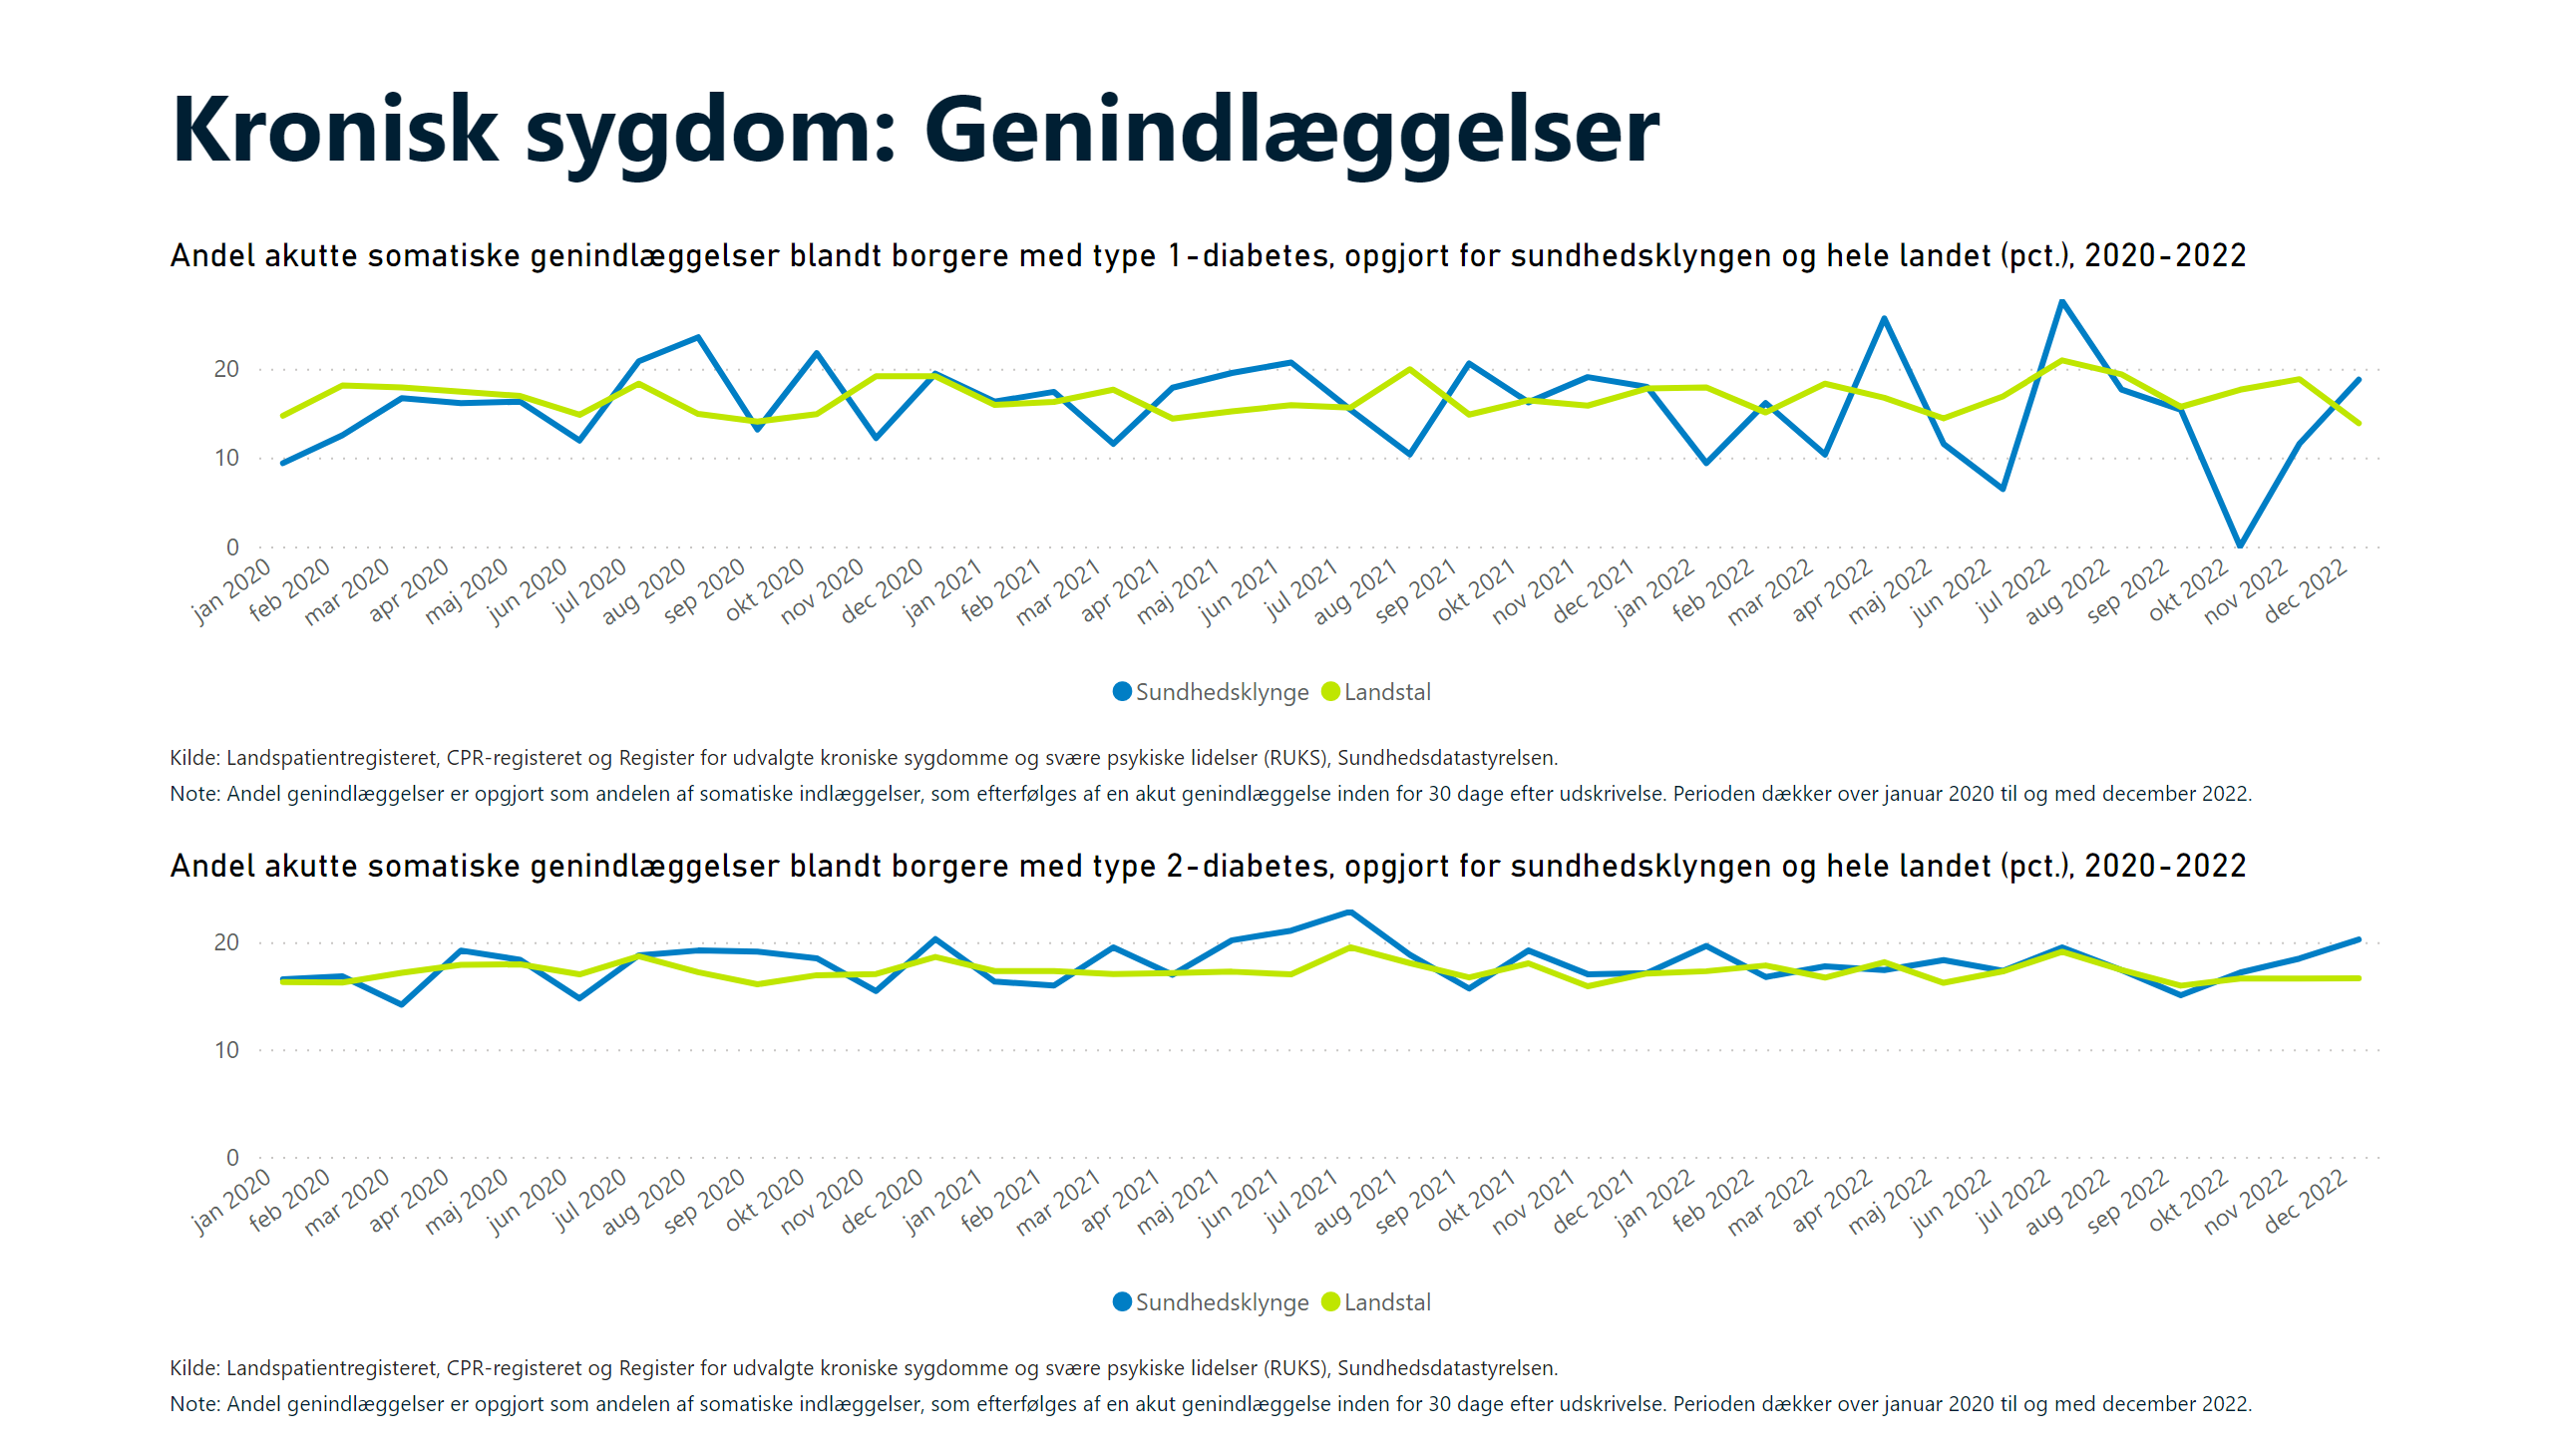 Kronisk sygdom: Genindlæggelser
Andel akutte somatiske genindlæggelser blandt borgere med type 1-diabetes, opgjort for sundhedsklyngen og hele landet (pct.), 2020-2022
20
10
0
jan 2020 feb 2020 mar 2020 apr 2020 maj 2020 jun 2020 jul 2020 aug 2020 sep 2020 okt 2020 nov 2020 dec 2020 jan 2021 feb 2021 mar 2021 apr 2021 maj 2021 jun 2021 jul 2021 aug 2021 sep 2021 okt 2021 nov 2021 dec 2021 jan 2022 feb 2022 mar 2022 apr 2022 maj 2022 jun 2022 jul 2022 aug 2022 sep 2022 okt 2022 nov 2022 dec 2022
Sundhedsklynge Landstal
Kilde: Landspatientregisteret, CPR-registeret og Register for udvalgte kroniske sygdomme og svære psykiske lidelser (RUKS), Sundhedsdatastyrelsen.
Note: Andel genindlæggelser er opgjort som andelen af somatiske indlæggelser, som efterfølges af en akut genindlæggelse inden for 30 dage efter udskrivelse. Perioden dækker over januar 2020 til og med december 2022.
Andel akutte somatiske genindlæggelser blandt borgere med type 2-diabetes, opgjort for sundhedsklyngen og hele landet (pct.), 2020-2022
20
10
0
jan 2020 feb 2020 mar 2020 apr 2020 maj 2020 jun 2020 jul 2020 aug 2020 sep 2020 okt 2020 nov 2020 dec 2020 jan 2021 feb 2021 mar 2021 apr 2021 maj 2021 jun 2021 jul 2021 aug 2021 sep 2021 okt 2021 nov 2021 dec 2021 jan 2022 feb 2022 mar 2022 apr 2022 maj 2022 jun 2022 jul 2022 aug 2022 sep 2022 okt 2022 nov 2022 dec 2022
Sundhedsklynge Landstal
Kilde: Landspatientregisteret, CPR-registeret og Register for udvalgte kroniske sygdomme og svære psykiske lidelser (RUKS), Sundhedsdatastyrelsen.
Note: Andel genindlæggelser er opgjort som andelen af somatiske indlæggelser, som efterfølges af en akut genindlæggelse inden for 30 dage efter udskrivelse. Perioden dækker over januar 2020 til og med december 2022.